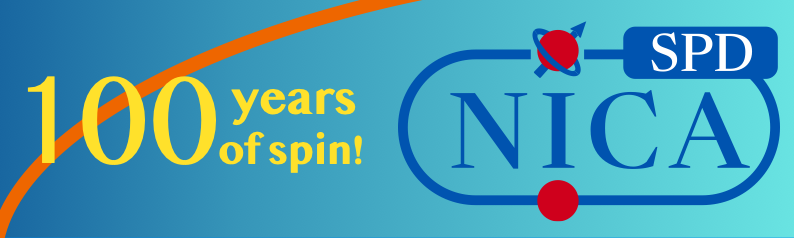 100 years
of spin!
SPD
NICA